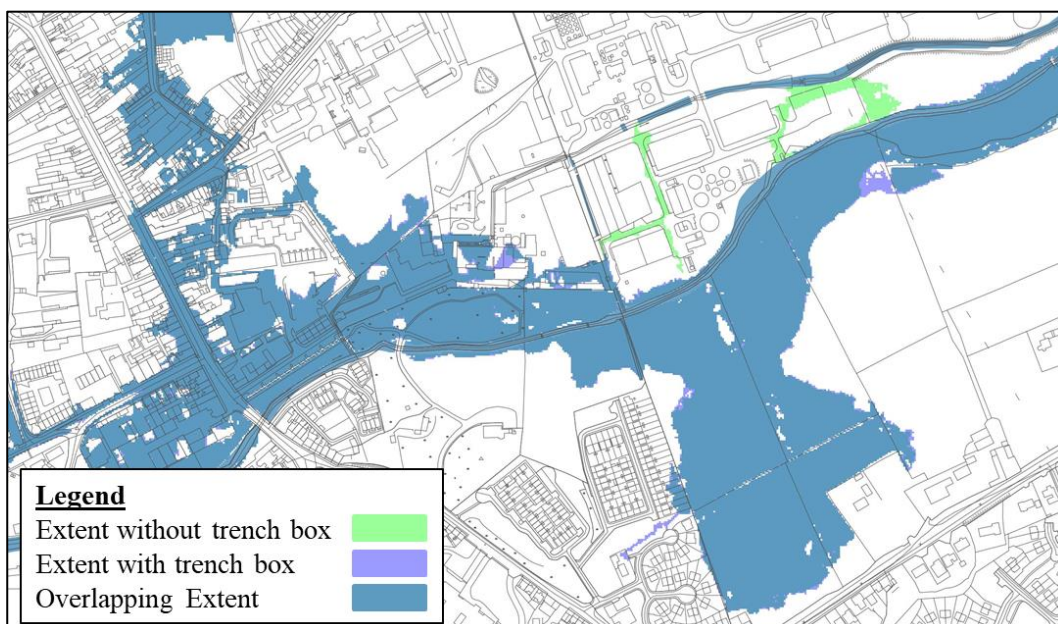 Legend
Extent without trench box
Extent with trench box
Overlapping Extent